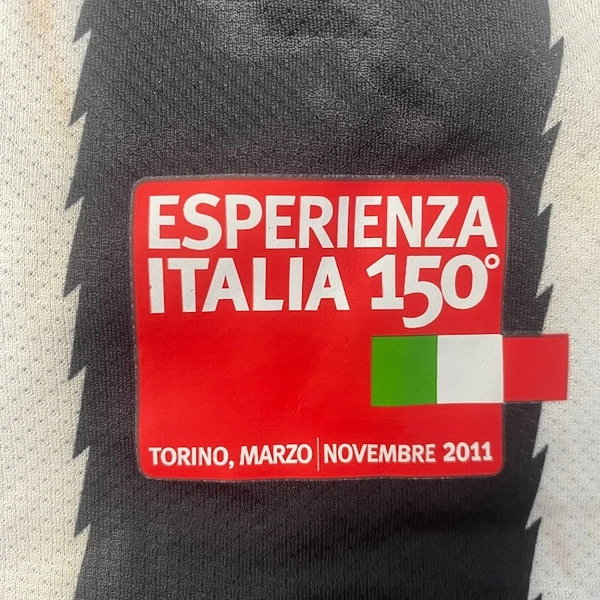 ESPERIENZA
ITALIA 150°
TORINO, MARZO | NOVEMBRE 2011